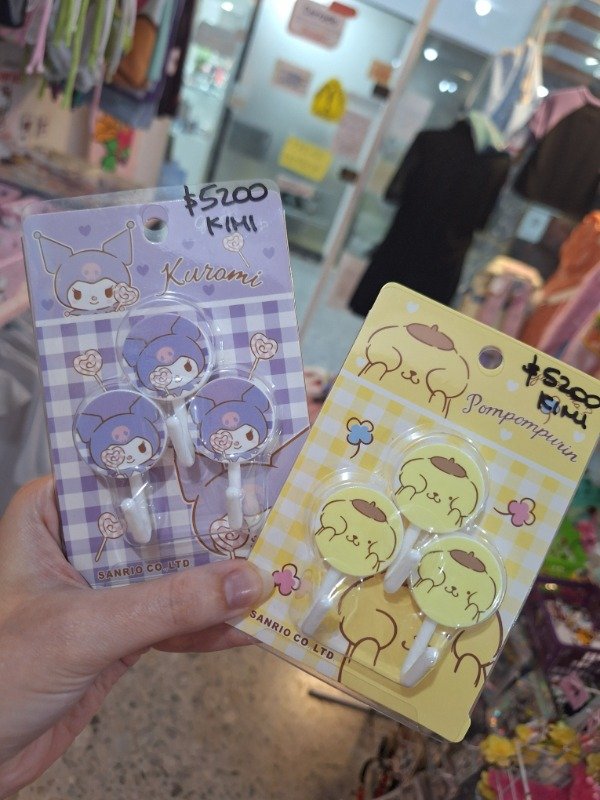 $5200
KIMI
Kuromi
SANRIO CO., LTD
$5200
KIMI
Pompompurin
SANRIO CO., LTD